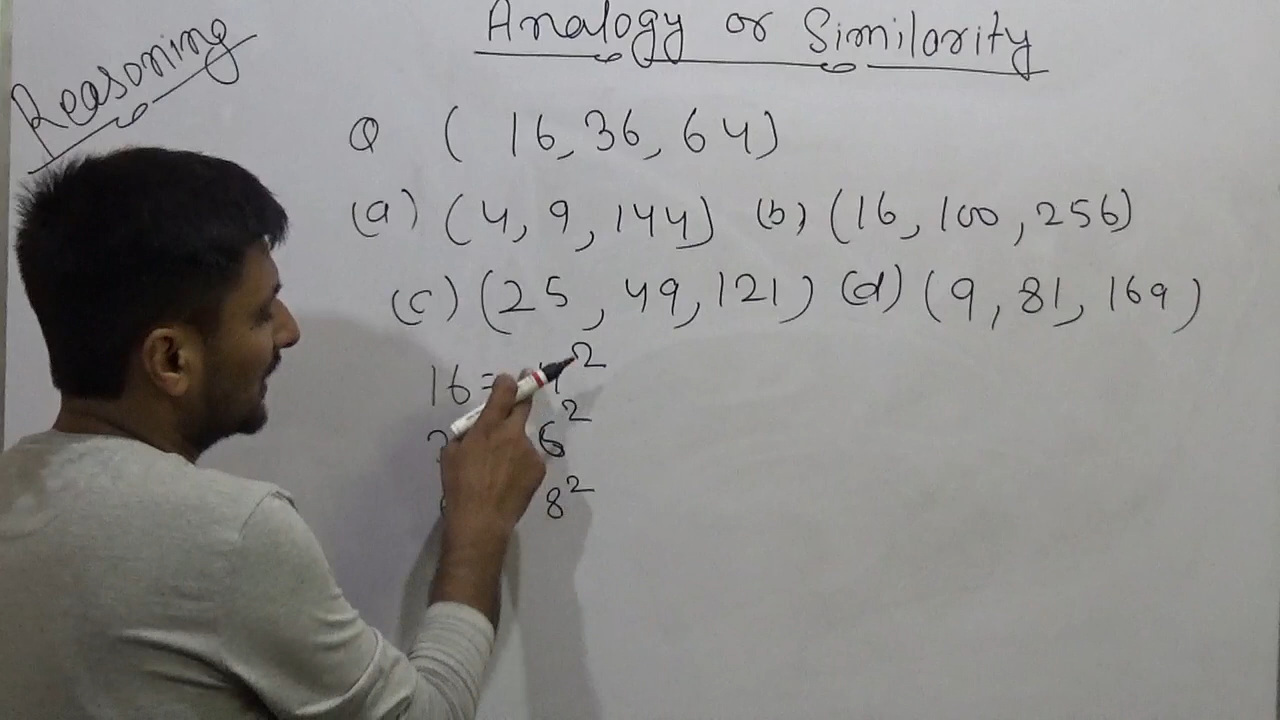 Reasoning
Analogy or Similarity
Q ( 16, 36, 64)
(a) (4, 9, 144) (b) (16, 100, 256)
(c) (25, 49, 121) (d) (9, 81, 169)
16 = 4²
6²
8²